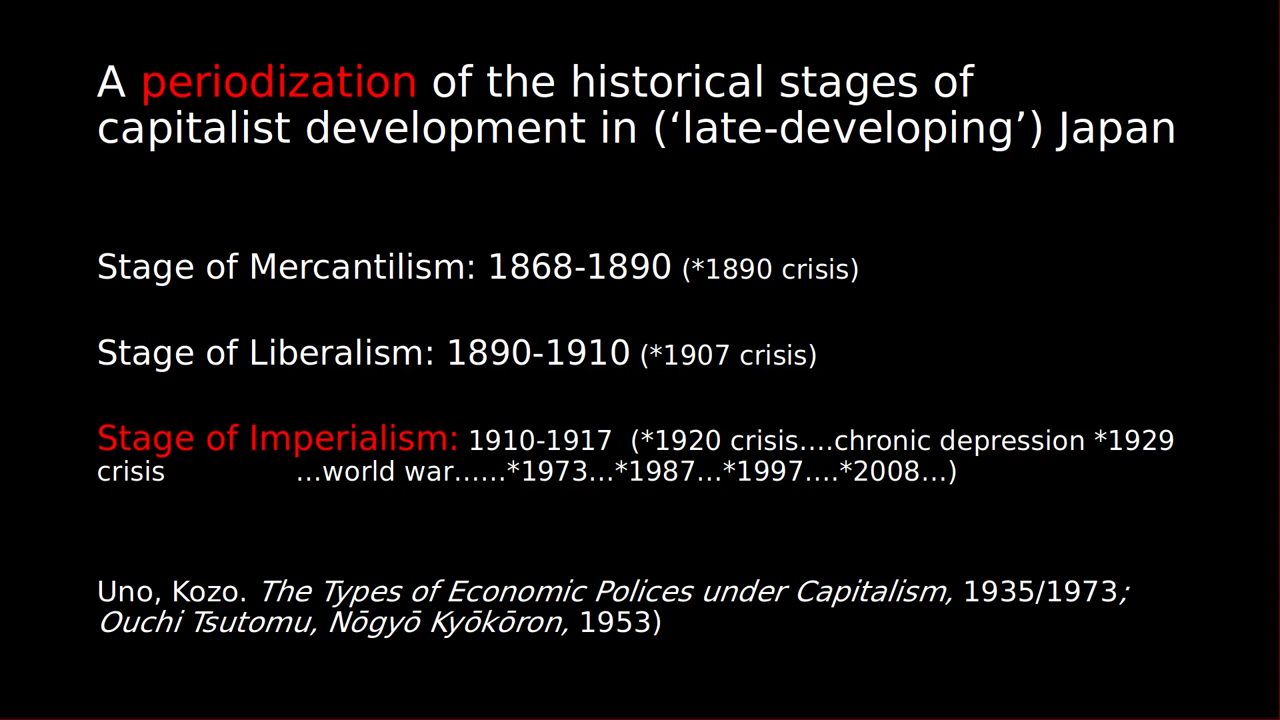 A periodization of the historical stages of
capitalist development in (‘late-developing’) Japan
Stage of Mercantilism: 1868-1890 (*1890 crisis)
Stage of Liberalism: 1890-1910 (*1907 crisis)
Stage of Imperialism: 1910-1917 (*1920 crisis….chronic depression *1929
crisis …world war……*1973…*1987…*1997….*2008…)
Uno, Kozo. The Types of Economic Polices under Capitalism, 1935/1973;
Ouchi Tsutomu, Nōgyō Kyōkōron, 1953)